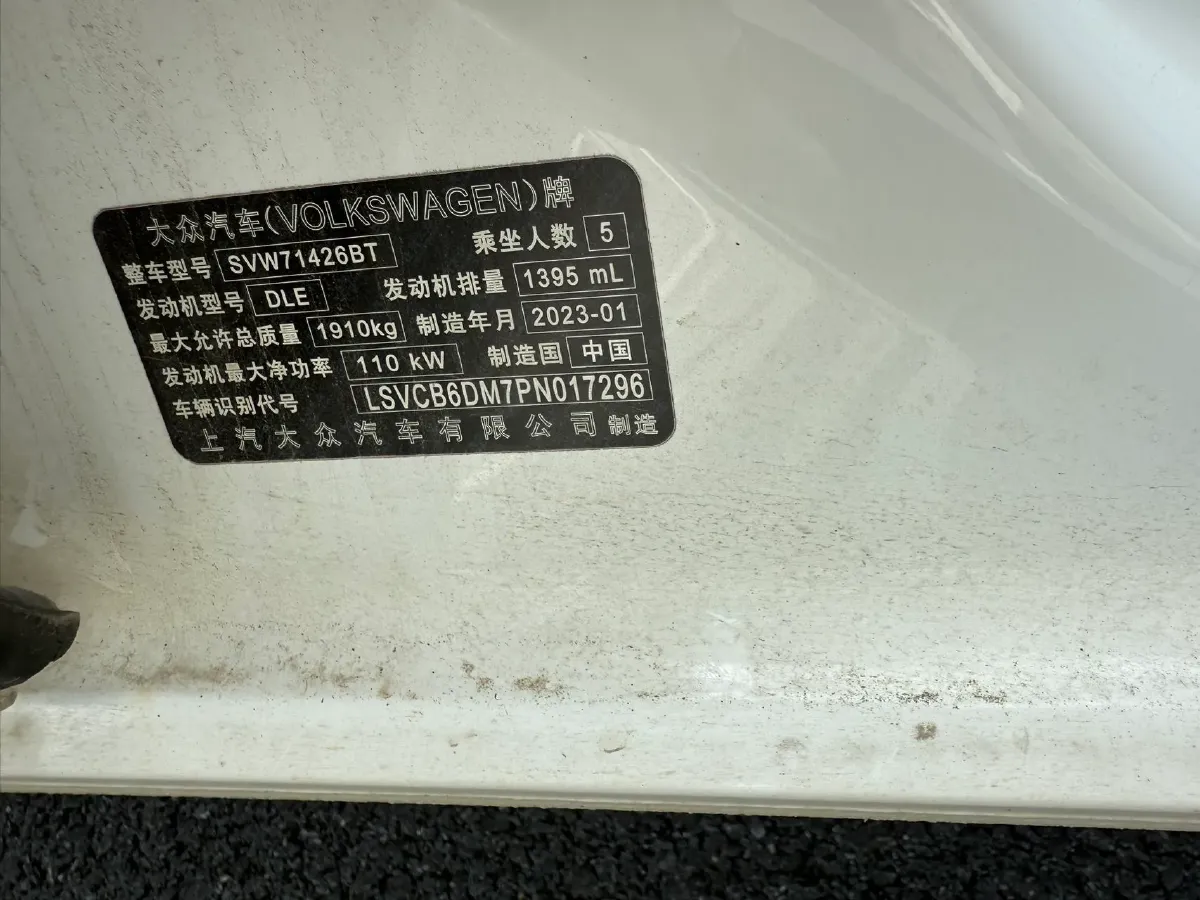 大众汽车(VOLKSWAGEN)牌
整车型号 SVW71426BT 乘坐人数 5
发动机型号 DLE 发动机排量 1395 mL
最大允许总质量 1910kg 制造年月 2023-01
发动机最大净功率 110 kW 制造国 中国
车辆识别代号 LSVCB6DM7PN017296
上汽大众汽车有限公司制造